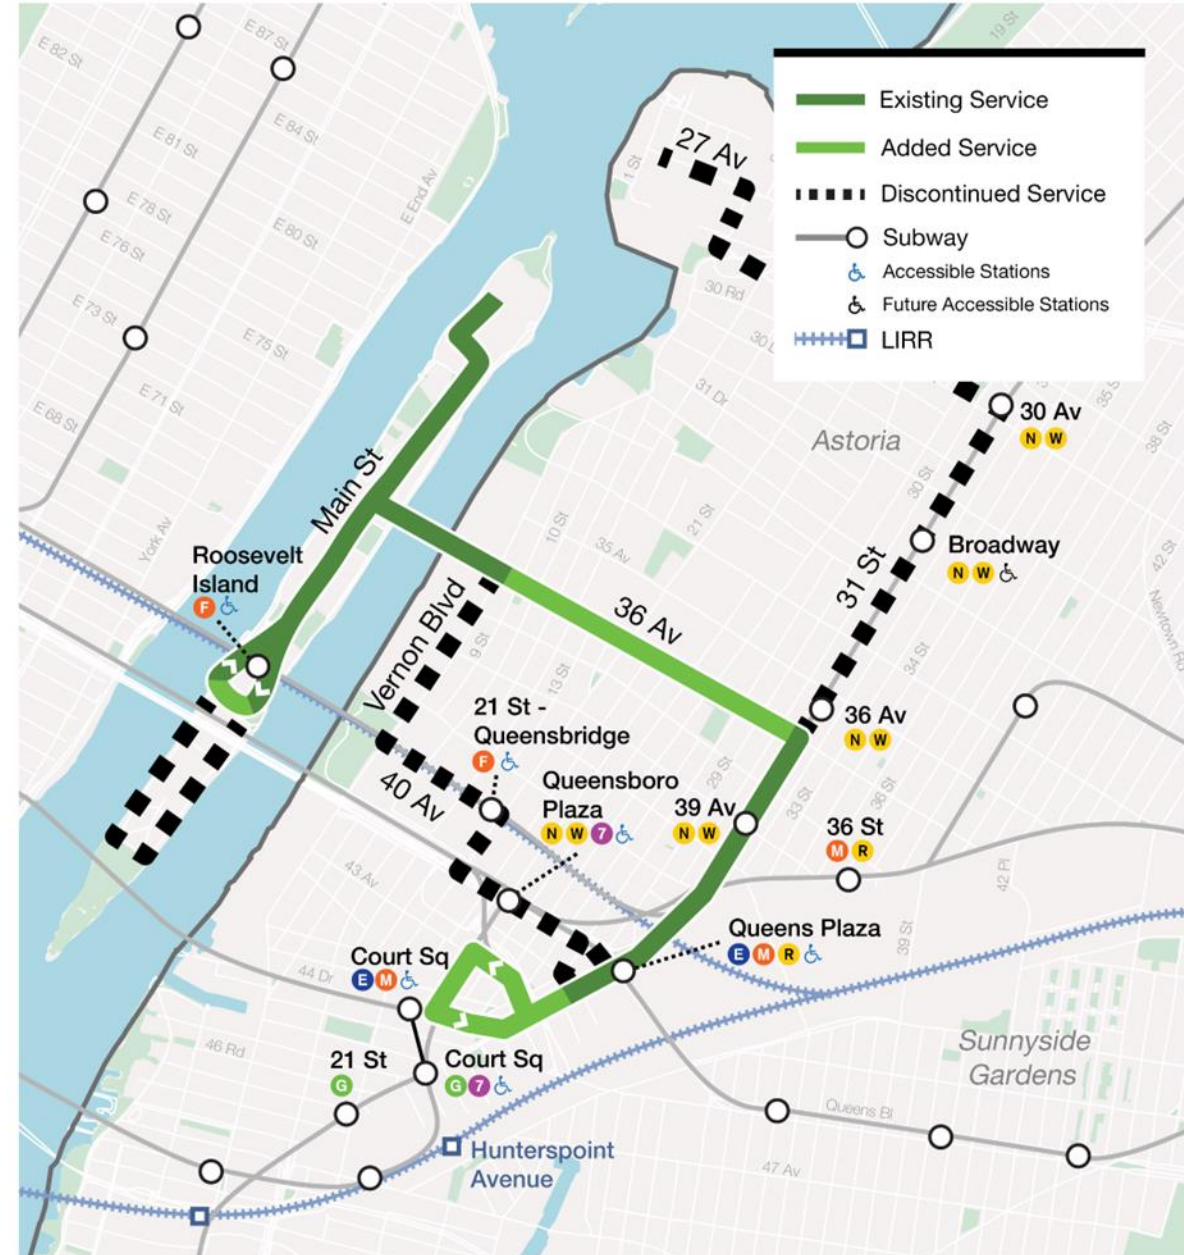 E 82 St
E 87 St
19 St
E 84 St
E 81 St
E End Av
E 78 St
E 76 St
E 80 St
E 73 St
E 75 St
E 71 St
E 68 St
York Av
Existing Service
Added Service
Discontinued Service
Subway
Accessible Stations
Future Accessible Stations
LIRR
27 Av
1 St
30 Rd
31 Dr
Astoria
30 Av
N W
38 St
30 St
21 St
10 St
35 Av
Broadway
N W
42 St
31 St
Newtown Rd
34 St
Main St
Roosevelt
Island
F
36 Av
Vernon Blvd
9 St
13 St
21 St -
Queensbridge
F
36 Av
N W
29 St
33 St
36 St
40 Av
Queensboro
Plaza
N W 7
39 Av
N W
36 St
M R
43 Av
42 Pl
39 St
Queens Plaza
E M R
Court Sq
E M
44 Dr
46 Rd
21 St
G
Court Sq
G 7
Sunnyside
Gardens
Queens Bl
Hunterspoint
Avenue
47 Av